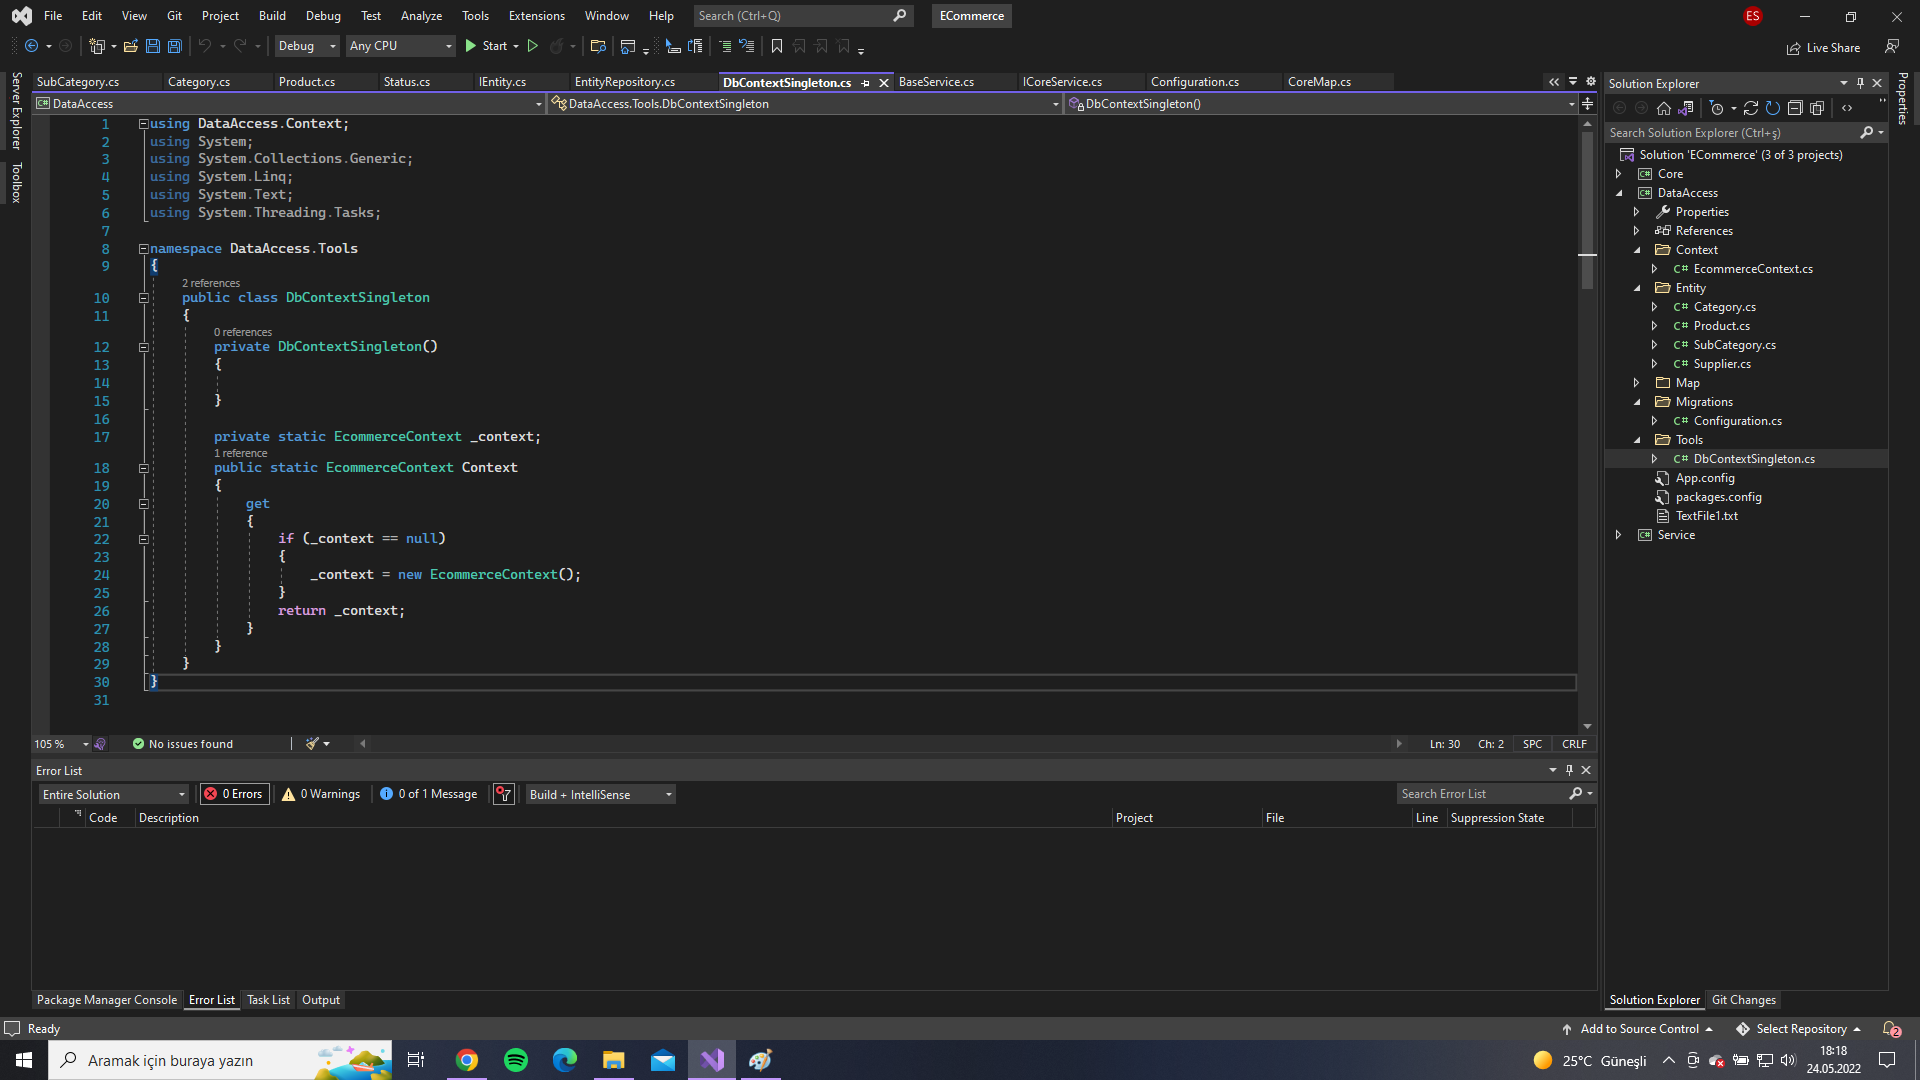 File Edit View Git Project Build Debug Test Analyze Tools Extensions Window Help Search (Ctrl+Q) ECommerce ES
Debug Any CPU Start Live Share
SubCategory.cs Category.cs Product.cs Status.cs IEntity.cs EntityRepository.cs DbContextSingleton.cs BaseService.cs ICoreService.cs Configuration.cs CoreMap.cs
DataAccess DataAccess.Tools.DbContextSingleton DbContextSingleton()
Server Explorer
Toolbox
1 using DataAccess.Context;
2 using System;
3 using System.Collections.Generic;
4 using System.Linq;
5 using System.Text;
6 using System.Threading.Tasks;
7
8 namespace DataAccess.Tools
9 {
2 references
10 public class DbContextSingleton
11 {
0 references
12 private DbContextSingleton()
13 {
14
15 }
16
17 private static EcommerceContext _context;
1 reference
18 public static EcommerceContext Context
19 {
20 get
21 {
22 if (_context == null)
23 {
24 _context = new EcommerceContext();
25 }
26 return _context;
27 }
28 }
29 }
30 }
31
105 % No issues found Ln: 30 Ch: 2 SPC CRLF
Error List
Entire Solution 0 Errors 0 Warnings 0 of 1 Message Build + IntelliSense Search Error List
Code Description Project File Line Suppression State
Package Manager Console Error List Task List Output
Solution Explorer
Search Solution Explorer (Ctrl+ş)
Solution 'ECommerce' (3 of 3 projects)
C# Core
C# DataAccess
Properties
References
Context
C# EcommerceContext.cs
Entity
C# Category.cs
C# Product.cs
C# SubCategory.cs
C# Supplier.cs
Map
Migrations
C# Configuration.cs
Tools
C# DbContextSingleton.cs
App.config
packages.config
TextFile1.txt
C# Service
Solution Explorer Git Changes
Properties
Ready Add to Source Control Select Repository 2
Aramak için buraya yazın 25°C Güneşli 18:18
24.05.2022